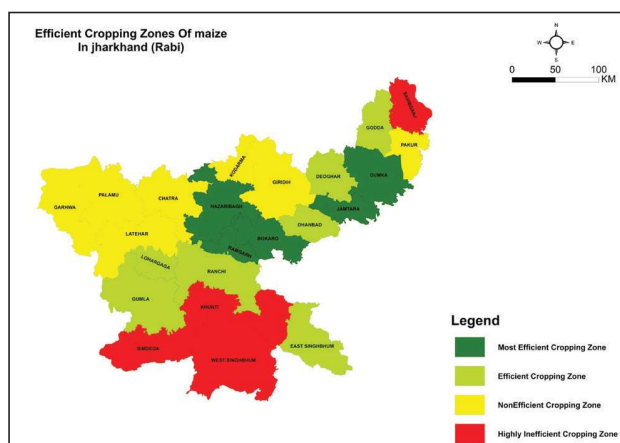 Efficient Cropping Zones Of maize
In jharkhand (Rabi)
N
W E
S
0 50 100
KM
SAHIBGANJ
GODDA
PAKUR
KODARMA
DEOGHAR
DUMKA
GIRIDIH
PALAMU
CHATRA
GARHWA
HAZARIBAGH
JAMTARA
DHANBAD
LATEHAR
BOKARO
RAMGARH
LOHARDAGA
RANCHI
GUMLA
KHUNTI
SIMDEGA
WEST SINGHBHUM
EAST SINGHBHUM
Legend
Most Efficient Cropping Zone
Efficient Cropping Zone
NonEfficient Cropping Zone
Highly Inefficient Cropping Zone